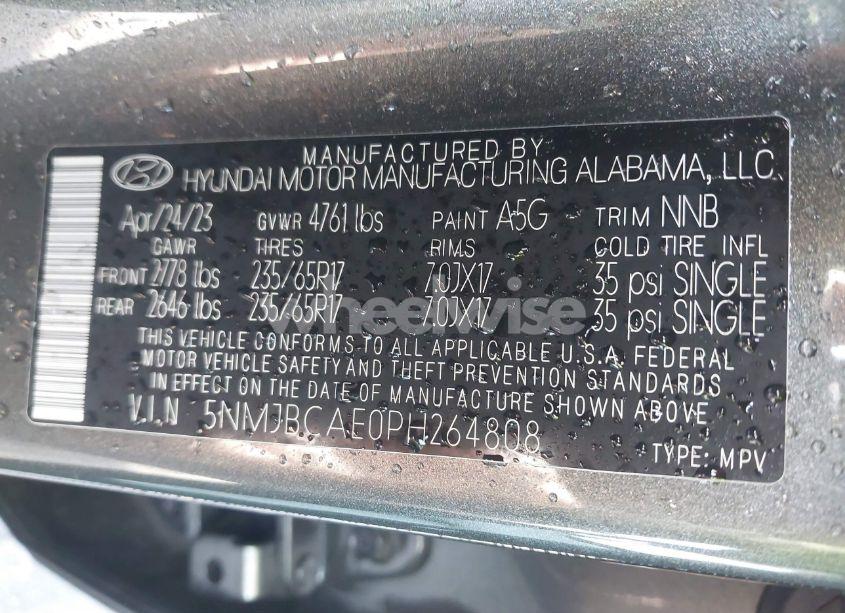 MANUFACTURED BY
HYUNDAI MOTOR MANUFACTURING ALABAMA, LLC
Apr/24/23 GVWR 4761 lbs PAINT A5G TRIM NNB
GAWR TIRES RIMS COLD TIRE INFL
FRONT 2778 lbs 235/65R17 7.0JX17 35 psi SINGLE
REAR 2646 lbs 235/65R17 7.0JX17 35 psi SINGLE
wheelwise
THIS VEHICLE CONFORMS TO ALL APPLICABLE U.S.A. FEDERAL
MOTOR VEHICLE SAFETY AND THEFT PREVENTION STANDARDS
IN EFFECT ON THE DATE OF MANUFACTURE SHOWN ABOVE
V.I.N 5NMJBCAE0PH264808
TYPE: MPV